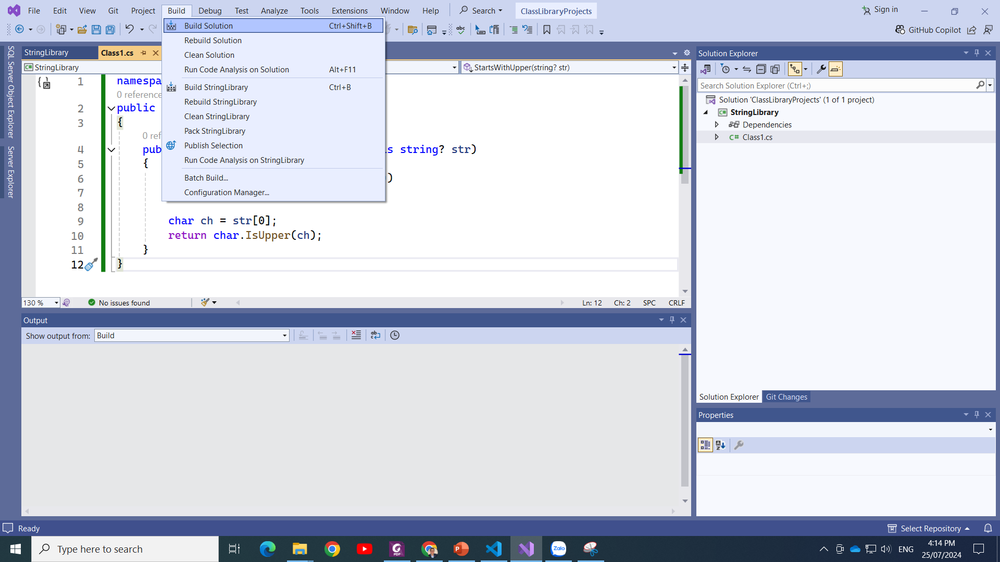 File Edit View Git Project Build Debug Test Analyze Tools Extensions Window Help Search ClassLibraryProjects Sign in
GitHub Copilot
Build Solution Ctrl+Shift+B
Rebuild Solution
Clean Solution
Run Code Analysis on Solution Alt+F11
Build StringLibrary Ctrl+B
Rebuild StringLibrary
Clean StringLibrary
Pack StringLibrary
Publish Selection
Run Code Analysis on StringLibrary
Batch Build...
Configuration Manager...
SQL Server Object Explorer
Server Explorer
StringLibrary Class1.cs
StringLibrary StartsWithUpper(string? str)
1 namespa
0 reference
2 public
3 {
0 ref
4 pub s string? str)
5 {
6 )
7
8
9 char ch = str[0];
10 return char.IsUpper(ch);
11 }
12 }
130 % No issues found Ln: 12 Ch: 2 SPC CRLF
Output
Show output from: Build
Solution Explorer
Search Solution Explorer (Ctrl+;)
Solution 'ClassLibraryProjects' (1 of 1 project)
C# StringLibrary
Dependencies
C# Class1.cs
Solution Explorer Git Changes
Properties
Ready Select Repository
Type here to search
PDF
Zalo
ENG
4:14 PM
25/07/2024